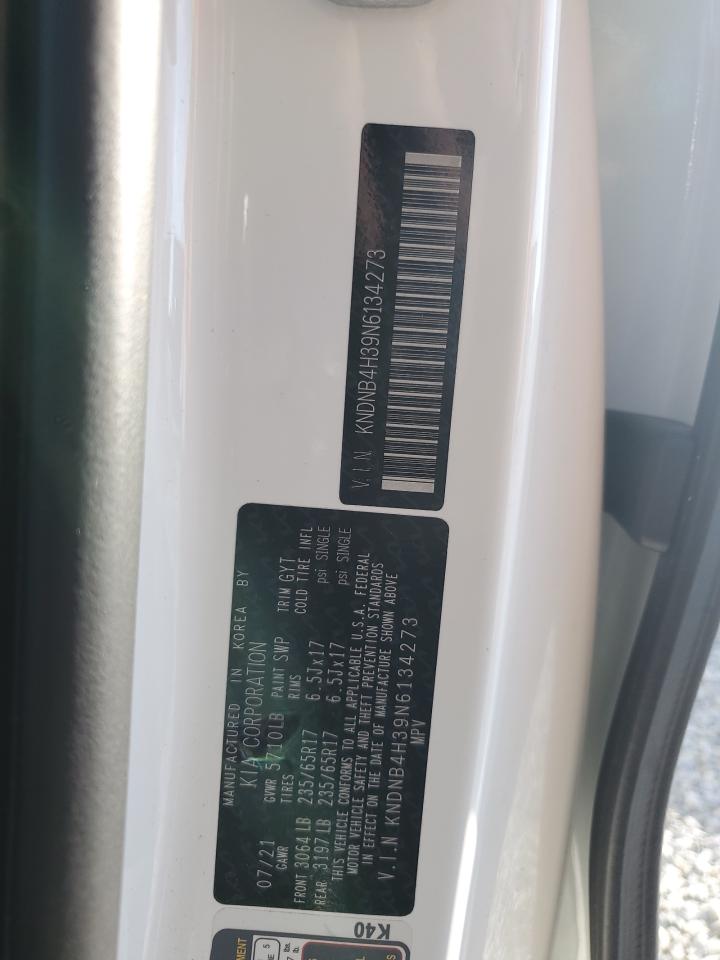 V.I.N KNDNB4H39N6134273
MANUFACTURED IN KOREA BY
KIA CORPORATION
07/21 GVWR 5710LB PAINT SWP TRIM GYT
GAWR TIRES RIMS COLD TIRE INFL
FRONT 3064LB 235/65R17 6.5Jx17 psi SINGLE
REAR 3197LB 235/65R17 6.5Jx17 psi SINGLE
THIS VEHICLE CONFORMS TO ALL APPLICABLE U.S.A. FEDERAL
MOTOR VEHICLE SAFETY AND THEFT PREVENTION STANDARDS
IN EFFECT ON THE DATE OF MANUFACTURE SHOWN ABOVE
V.I.N KNDNB4H39N6134273
MPV
K40
5